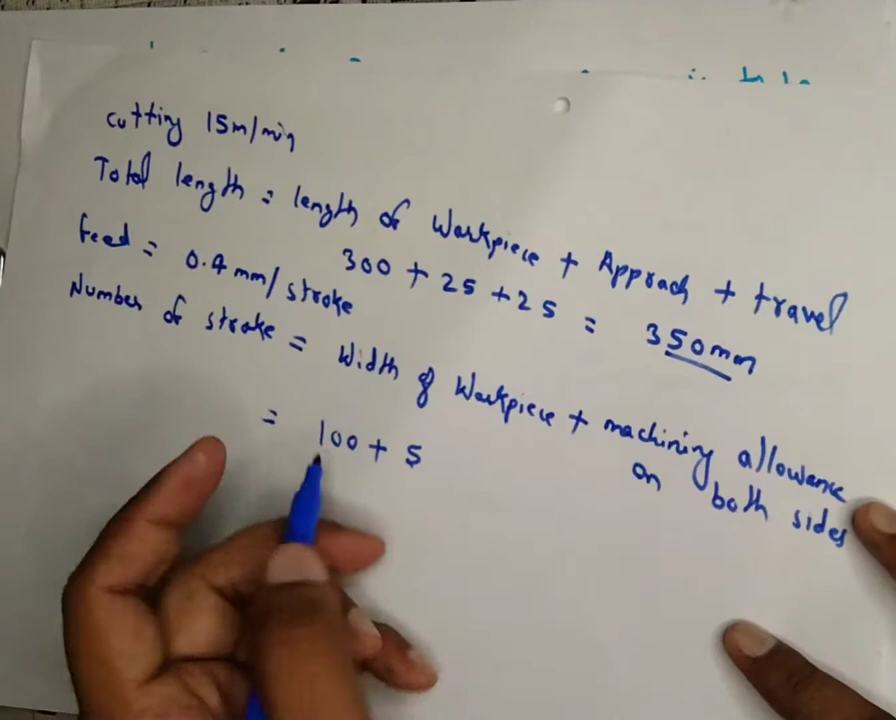 cutting 15m/min
Total length = length of Workpiece + Approach + travel
300 + 25 + 25 = 350mm
feed = 0.4 mm/stroke
Number of stroke = Width of Workpiece + machining allowance
on both sides
= 100 + 5